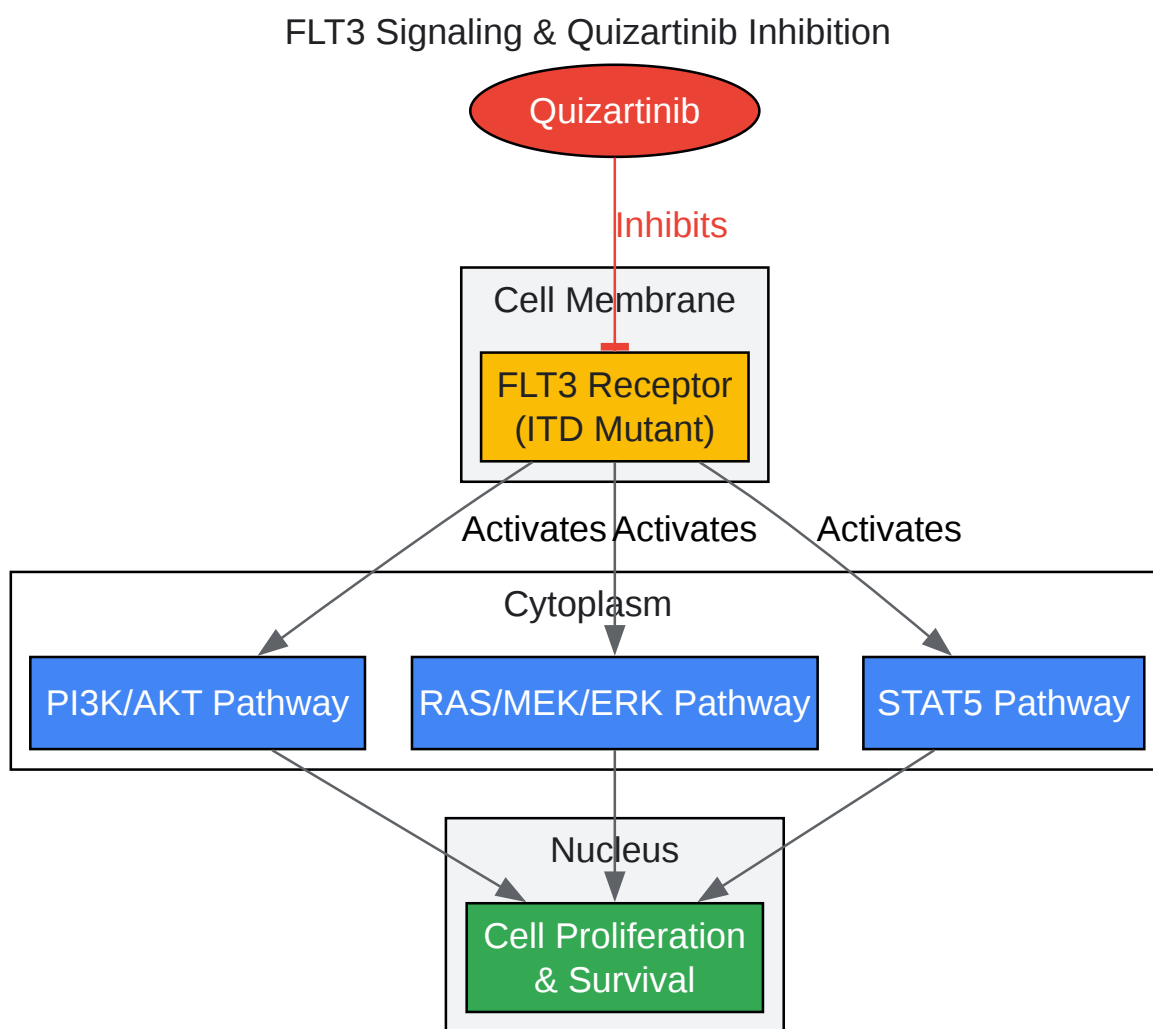 FLT3 Signaling & Quizartinib Inhibition
Quizartinib
Inhibits
Cell Membrane
FLT3 Receptor
(ITD Mutant)
Activates
Activates
Activates
Cytoplasm
PI3K/AKT Pathway
RAS/MEK/ERK Pathway
STAT5 Pathway
Nucleus
Cell Proliferation
& Survival